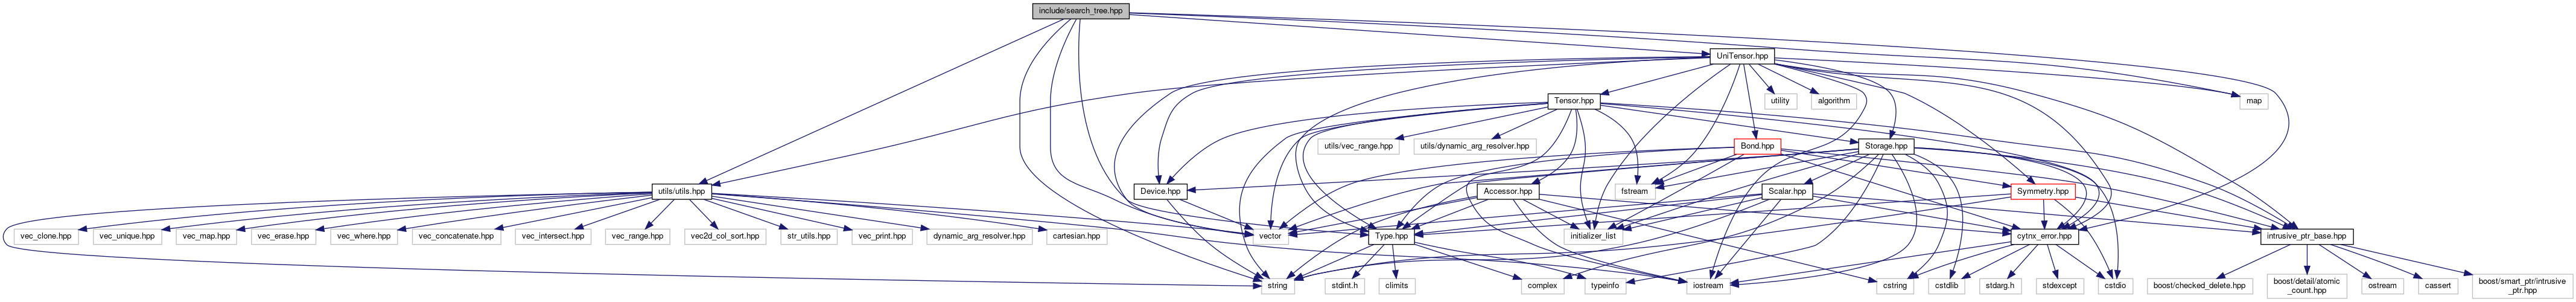 include/search_tree.hpp
UniTensor.hpp
Tensor.hpp
utility
algorithm
map
utils/vec_range.hpp
utils/dynamic_arg_resolver.hpp
Bond.hpp
Storage.hpp
utils/utils.hpp
Device.hpp
Accessor.hpp
fstream
Scalar.hpp
Symmetry.hpp
vec_clone.hpp
vec_unique.hpp
vec_map.hpp
vec_erase.hpp
vec_where.hpp
vec_concatenate.hpp
vec_intersect.hpp
vec_range.hpp
vec2d_col_sort.hpp
str_utils.hpp
vec_print.hpp
dynamic_arg_resolver.hpp
cartesian.hpp
vector
Type.hpp
initializer_list
cytnx_error.hpp
intrusive_ptr_base.hpp
string
stdint.h
climits
complex
typeinfo
iostream
cstring
cstdlib
stdarg.h
stdexcept
cstdio
boost/checked_delete.hpp
boost/detail/atomic
_count.hpp
ostream
cassert
boost/smart_ptr/intrusive
_ptr.hpp